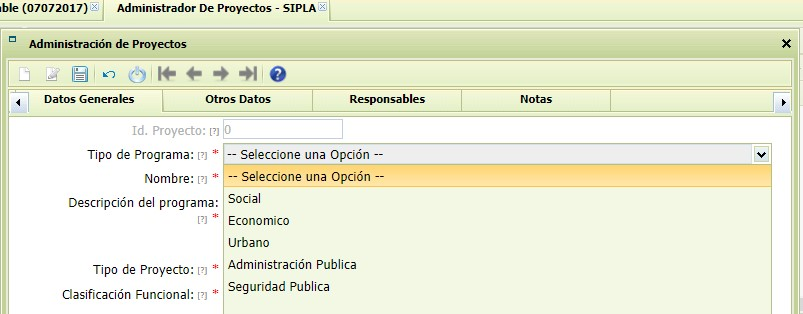 able (07072017) Administrador De Proyectos - SIPLA
Administración de Proyectos
Datos Generales Otros Datos Responsables Notas
Id. Proyecto: [?] 0
Tipo de Programa: [?] * -- Seleccione una Opción --
Nombre: [?] * -- Seleccione una Opción --
Descripción del programa: Social
[?] * Economico
Urbano
Tipo de Proyecto: [?] * Administración Publica
Clasificación Funcional: [?] * Seguridad Publica